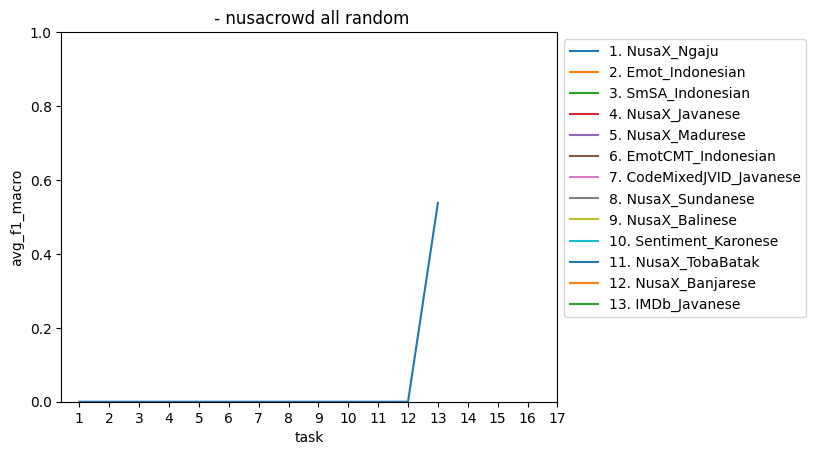 - nusacrowd all random
avg_f1_macro
1.0
0.8
0.6
0.4
0.2
0.0
1 2 3 4 5 6 7 8 9 10 11 12 13 14 15 16 17
task
1. NusaX_Ngaju
2. Emot_Indonesian
3. SmSA_Indonesian
4. NusaX_Javanese
5. NusaX_Madurese
6. EmotCMT_Indonesian
7. CodeMixedJVID_Javanese
8. NusaX_Sundanese
9. NusaX_Balinese
10. Sentiment_Karonese
11. NusaX_TobaBatak
12. NusaX_Banjarese
13. IMDb_Javanese